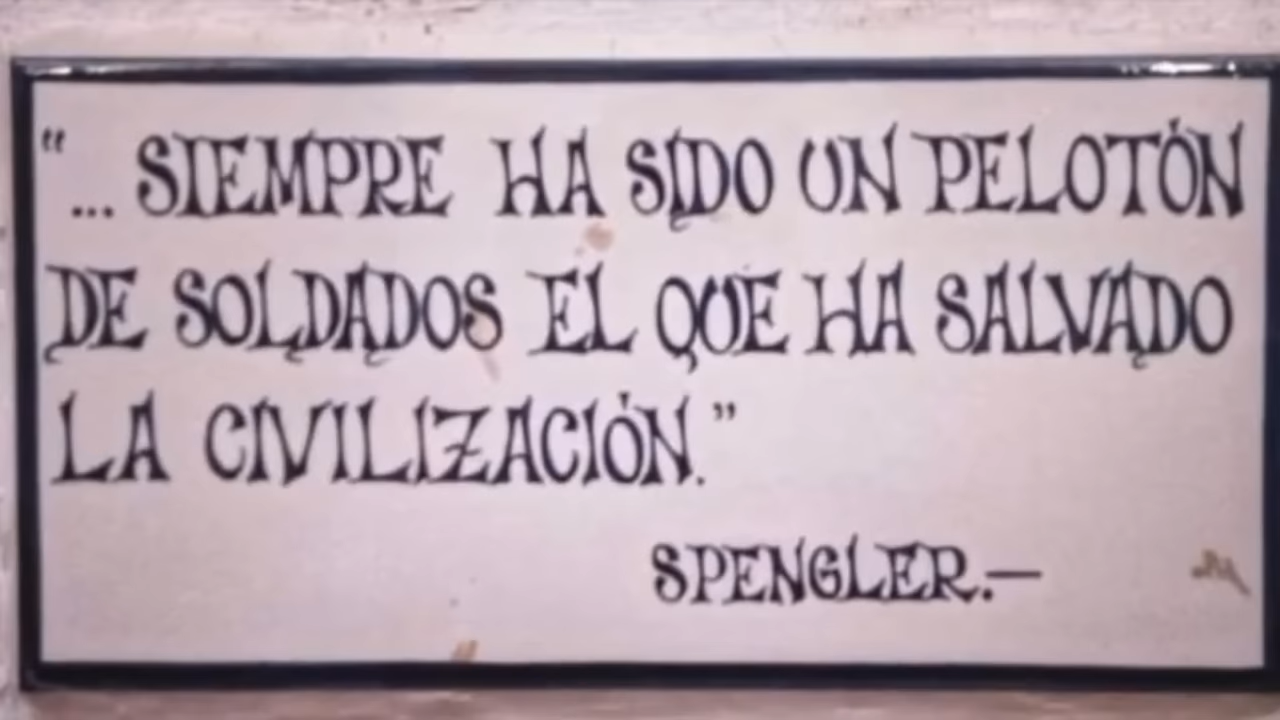 "... SIEMPRE HA SIDO UN PELOTÓN
DE SOLDADOS EL QUE HA SALVADO
LA CIVILIZACIÓN."
SPENGLER.—